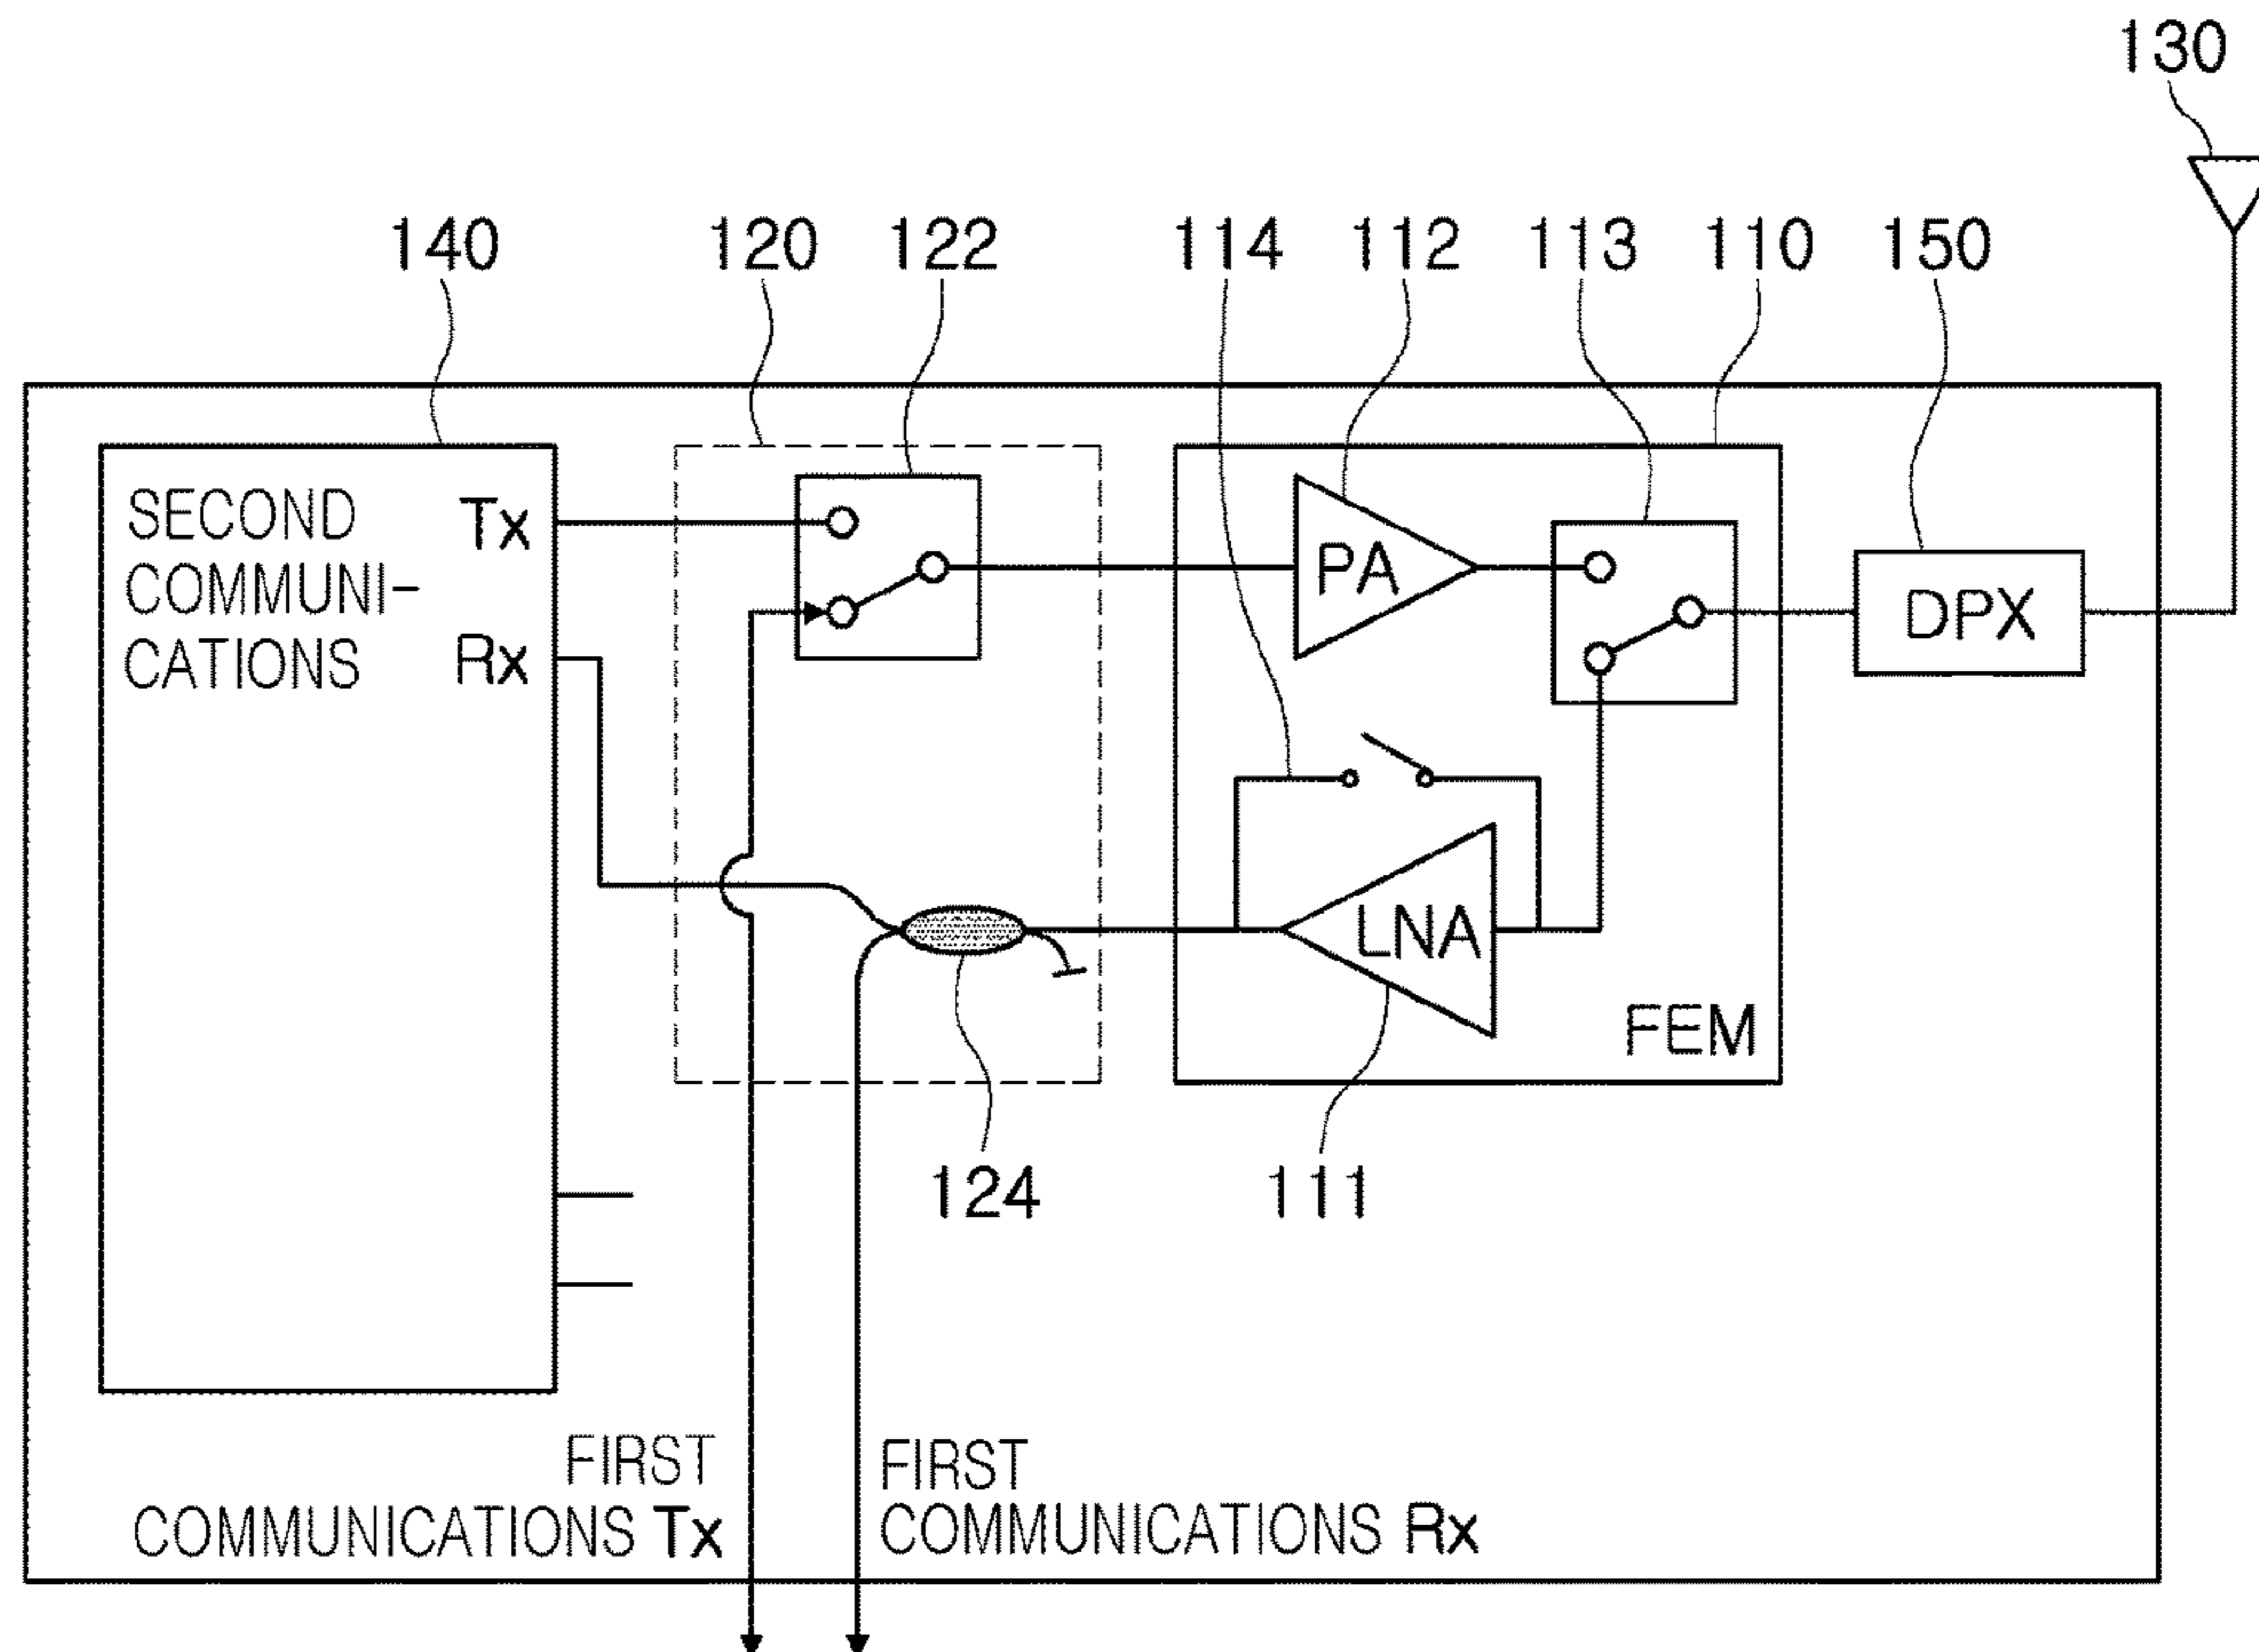 130
140
120
122
114
112
113
110
150
SECOND
COMMUNI-
CATIONS
Tx
Rx
PA
DPX
LNA
FEM
124
111
FIRST
COMMUNICATIONS Tx
FIRST
COMMUNICATIONS Rx